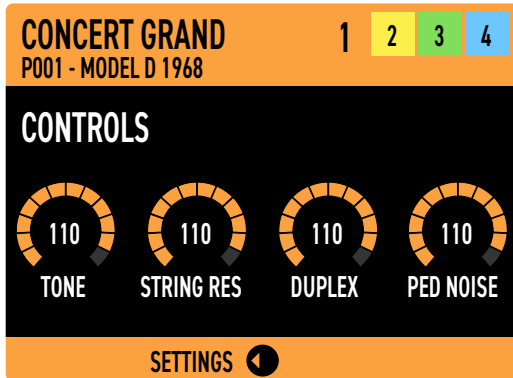 CONCERT GRAND 1 2 3 4
P001 - MODEL D 1968
CONTROLS
110 110 110 110
TONE STRING RES DUPLEX PED NOISE
SETTINGS